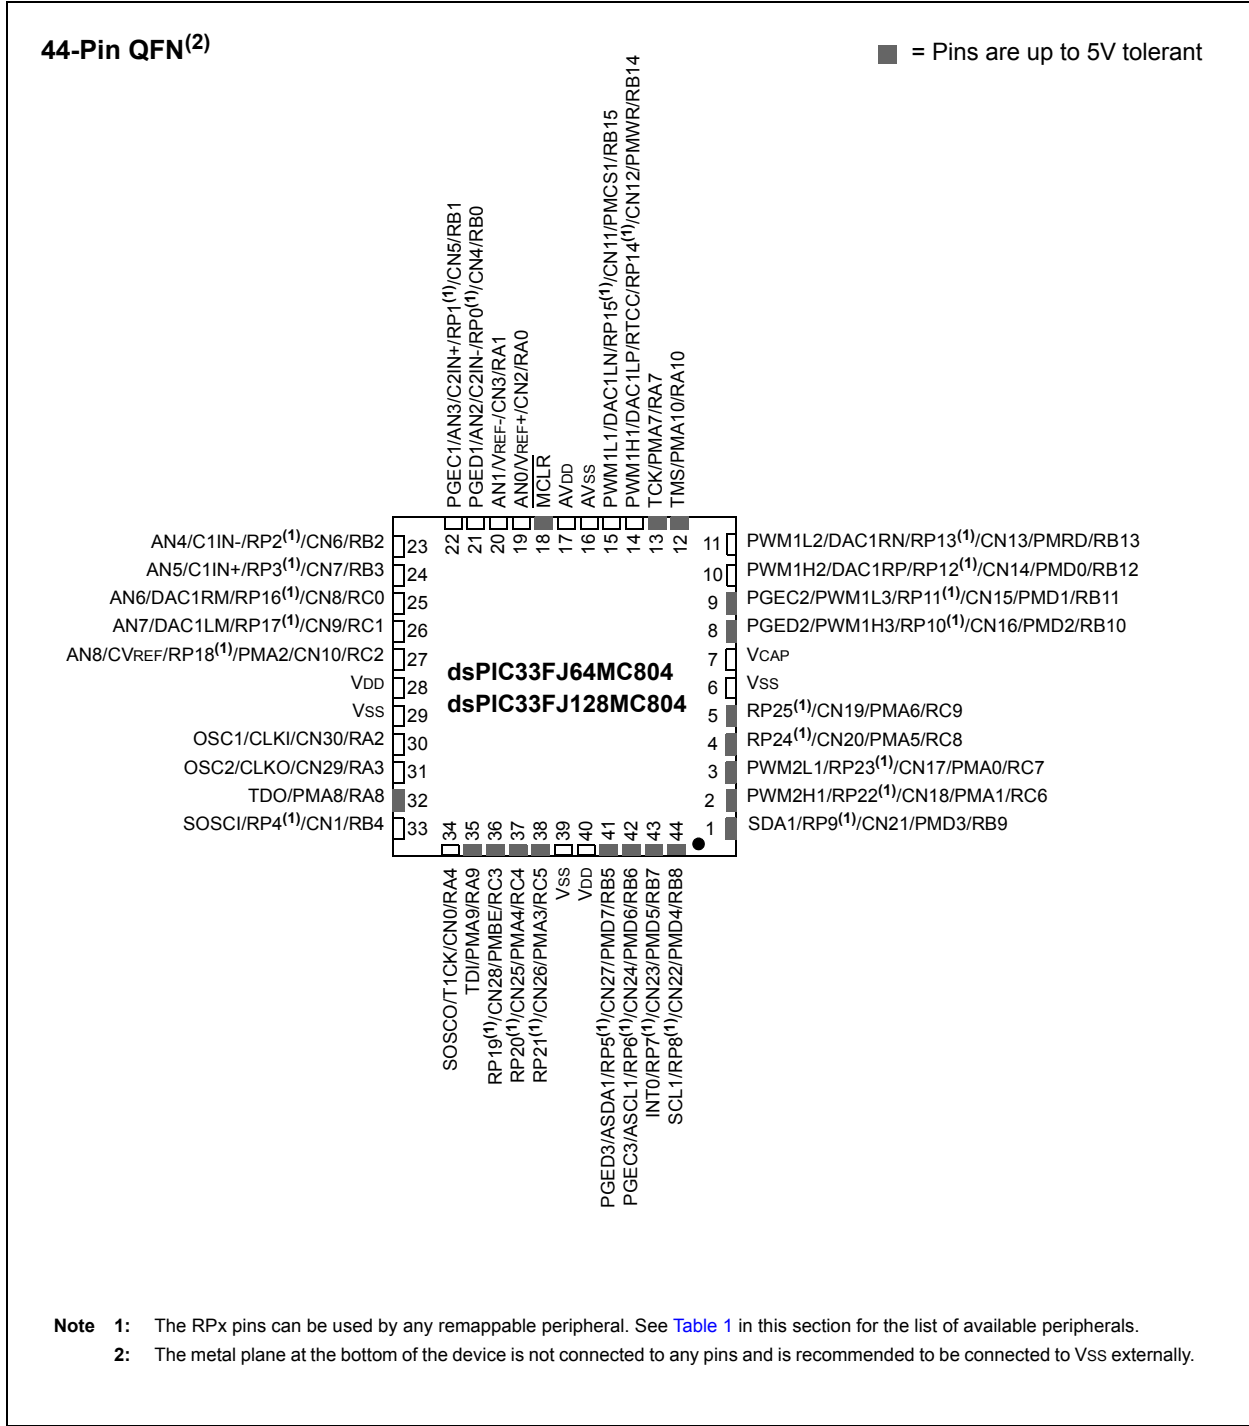 44-Pin QFN(2)
= Pins are up to 5V tolerant
PGEC1/AN3/C2IN+/RP1(1)/CN5/RB1
PGED1/AN2/C2IN-/RP0(1)/CN4/RB0
AN1/VREF-/CN3/RA1
AN0/VREF+/CN2/RA0
MCLR
AVDD
AVSS
PWM1L1/DAC1LN/RP15(1)/CN11/PMCS1/RB15
PWM1H1/DAC1LP/RTCC/RP14(1)/CN12/PMWR/RB14
TCK/PMA7/RA7
TMS/PMA10/RA10
22 21 20 19 18 17 16 15 14 13 12
AN4/C1IN-/RP2(1)/CN6/RB2 23
AN5/C1IN+/RP3(1)/CN7/RB3 24
AN6/DAC1RM/RP16(1)/CN8/RC0 25
AN7/DAC1LM/RP17(1)/CN9/RC1 26
AN8/CVREF/RP18(1)/PMA2/CN10/RC2 27
VDD 28
VSS 29
OSC1/CLKI/CN30/RA2 30
OSC2/CLKO/CN29/RA3 31
TDO/PMA8/RA8 32
SOSCI/RP4(1)/CN1/RB4 33
dsPIC33FJ64MC804
dsPIC33FJ128MC804
11 PWM1L2/DAC1RN/RP13(1)/CN13/PMRD/RB13
10 PWM1H2/DAC1RP/RP12(1)/CN14/PMD0/RB12
9 PGEC2/PWM1L3/RP11(1)/CN15/PMD1/RB11
8 PGED2/PWM1H3/RP10(1)/CN16/PMD2/RB10
7 VCAP
6 VSS
5 RP25(1)/CN19/PMA6/RC9
4 RP24(1)/CN20/PMA5/RC8
3 PWM2L1/RP23(1)/CN17/PMA0/RC7
2 PWM2H1/RP22(1)/CN18/PMA1/RC6
1 SDA1/RP9(1)/CN21/PMD3/RB9
34 35 36 37 38 39 40 41 42 43 44
SOSCO/T1CK/CN0/RA4
TDI/PMA9/RA9
RP19(1)/CN28/PMBE/RC3
RP20(1)/CN25/PMA4/RC4
RP21(1)/CN26/PMA3/RC5
VSS
VDD
PGED3/ASDA1/RP5(1)/CN27/PMD7/RB5
PGEC3/ASCL1/RP6(1)/CN24/PMD6/RB6
INT0/RP7(1)/CN23/PMD5/RB7
SCL1/RP8(1)/CN22/PMD4/RB8
Note 1: The RPx pins can be used by any remappable peripheral. See Table 1 in this section for the list of available peripherals.
2: The metal plane at the bottom of the device is not connected to any pins and is recommended to be connected to VSS externally.